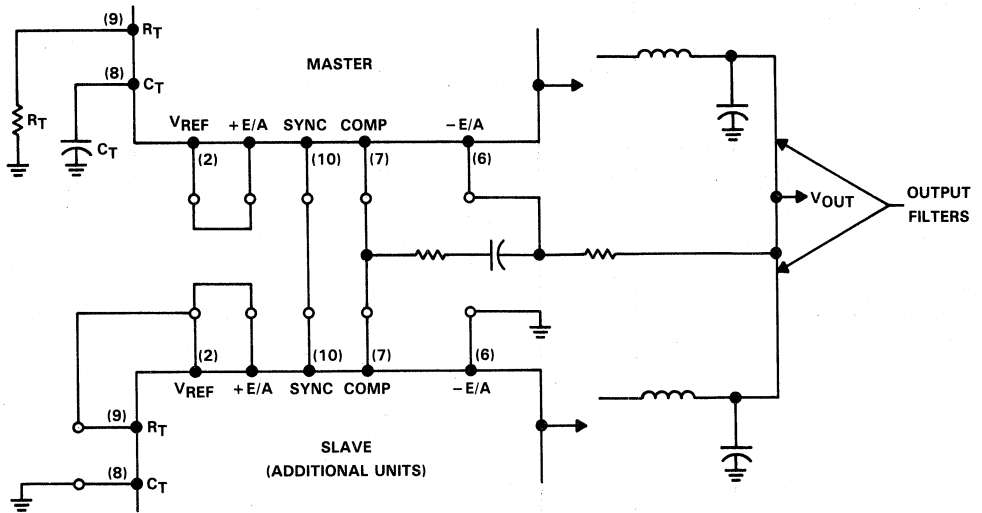 (9)
RT
MASTER
(8)
CT
RT
CT
VREF +E/A SYNC COMP −E/A
(2) (10) (7) (6)
VOUT
OUTPUT
FILTERS
(2) (10) (7) (6)
VREF +E/A SYNC COMP −E/A
(9)
RT
SLAVE
(ADDITIONAL UNITS)
(8)
CT